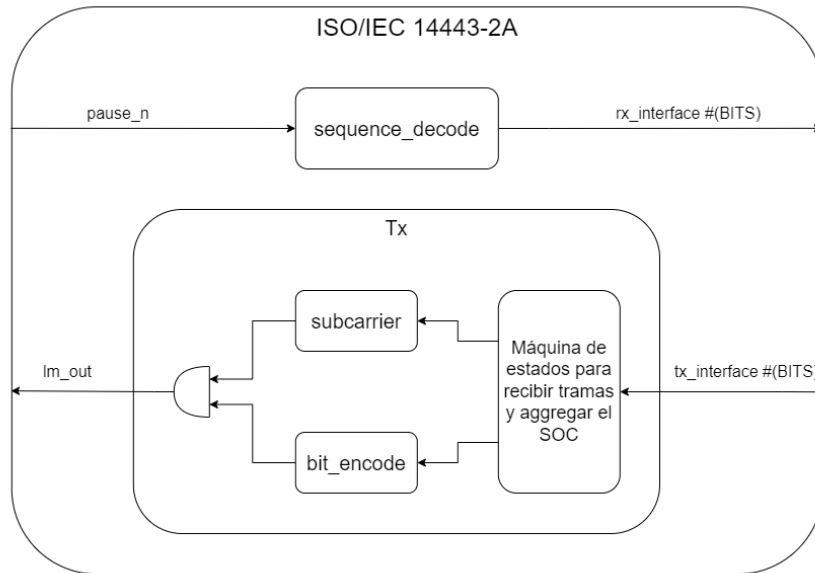 ISO/IEC 14443-2A
pause_n
sequence_decode
rx_interface #(BITS)
Tx
subcarrier
Máquina de
estados para
recibir tramas
y aggregar el
SOC
lm_out
tx_interface #(BITS)
bit_encode